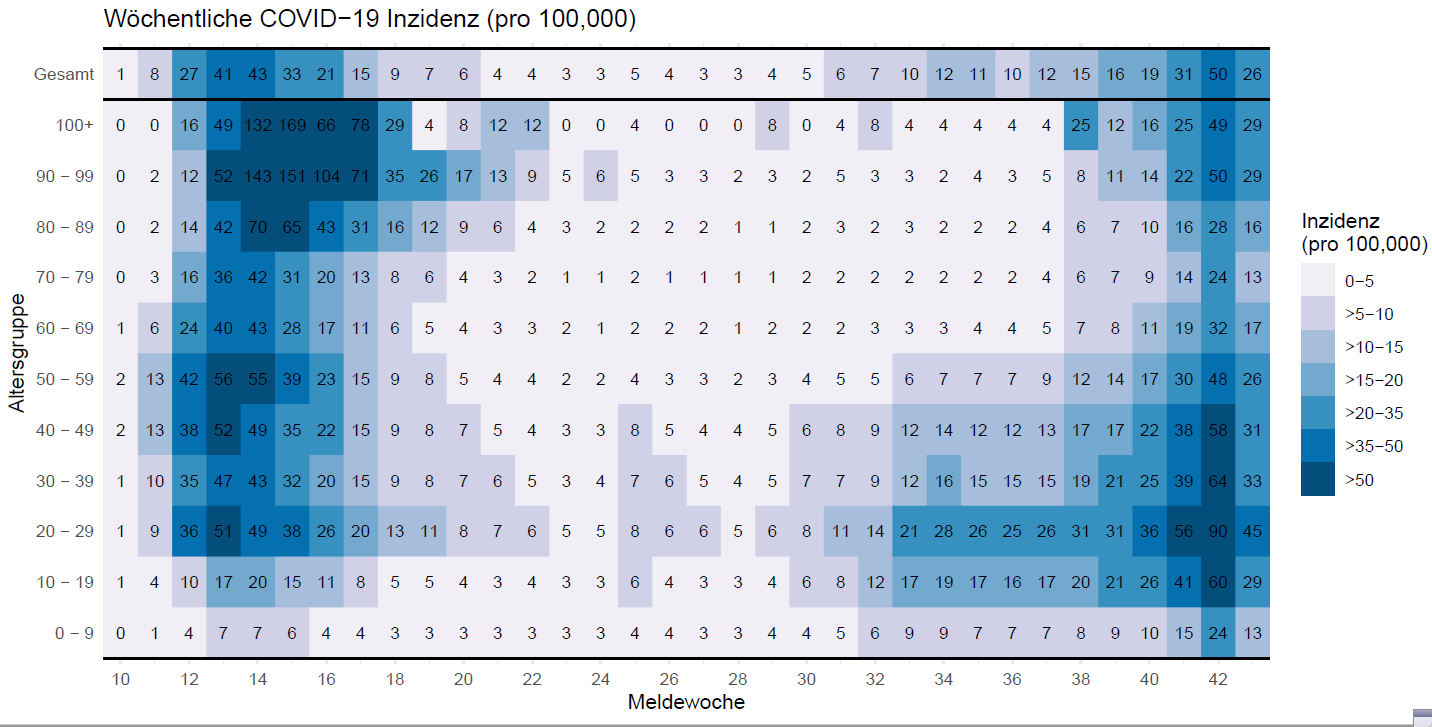 Wöchentliche COVID−19 Inzidenz (pro 100,000)
Gesamt 1 8 27 41 43 33 21 15 9 7 6 4 4 3 3 5 4 3 3 4 5 6 7 10 12 11 10 12 15 16 19 31 50 26
100+ 0 0 16 49 132 169 66 78 29 4 8 12 12 0 0 4 0 0 0 8 0 4 8 4 4 4 4 4 25 12 16 25 49 29
90 − 99 0 2 12 52 143 151 104 71 35 26 17 13 9 5 6 5 3 3 2 3 2 5 3 3 2 4 3 5 8 11 14 22 50 29
80 − 89 0 2 14 42 70 65 43 31 16 12 9 6 4 3 2 2 2 2 1 1 2 3 2 3 2 2 2 4 6 7 10 16 28 16
70 − 79 0 3 16 36 42 31 20 13 8 6 4 3 2 1 1 2 1 1 1 1 2 2 2 2 2 2 2 4 6 7 9 14 24 13
60 − 69 1 6 24 40 43 28 17 11 6 5 4 3 3 2 1 2 2 2 1 2 2 2 3 3 3 4 4 5 7 8 11 19 32 17
50 − 59 2 13 42 56 55 39 23 15 9 8 5 4 4 2 2 4 3 3 2 3 4 5 5 6 7 7 7 9 12 14 17 30 48 26
40 − 49 2 13 38 52 49 35 22 15 9 8 7 5 4 3 3 8 5 4 4 5 6 8 9 12 14 12 12 13 17 17 22 38 58 31
30 − 39 1 10 35 47 43 32 20 15 9 8 7 6 5 3 4 7 6 5 4 5 7 7 9 12 16 15 15 15 19 21 25 39 64 33
20 − 29 1 9 36 51 49 38 26 20 13 11 8 7 6 5 5 8 6 6 5 6 8 11 14 21 28 26 25 26 31 31 36 56 90 45
10 − 19 1 4 10 17 20 15 11 8 5 5 4 3 4 3 3 6 4 3 3 4 6 8 12 17 19 17 16 17 20 21 26 41 60 29
0 − 9 0 1 4 7 7 6 4 4 3 3 3 3 3 3 3 4 4 3 3 4 4 5 6 9 9 7 7 7 8 9 10 15 24 13
10 12 14 16 18 20 22 24 26 28 30 32 34 36 38 40 42
Meldewoche
Altersgruppe
Inzidenz
(pro 100,000)
0−5
>5−10
>10−15
>15−20
>20−35
>35−50
>50